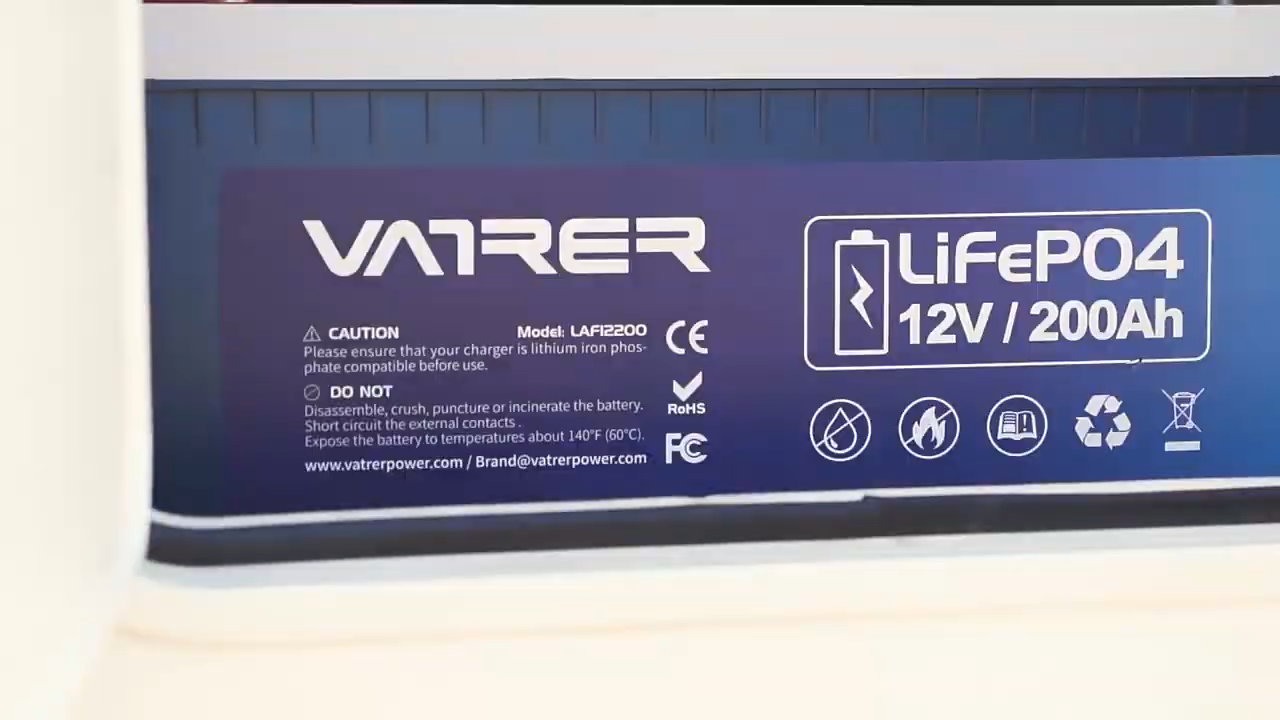 VATRER
CAUTION
Model: LAFI2200
Please ensure that your charger is lithium iron phos-
phate compatible before use.
DO NOT
Disassemble, crush, puncture or incinerate the battery.
Short circuit the external contacts .
Expose the battery to temperatures about 140°F (60°C).
www.vatrerpower.com / Brand@vatrerpower.com
CE
RoHS
FC
LiFePO4
12V / 200Ah